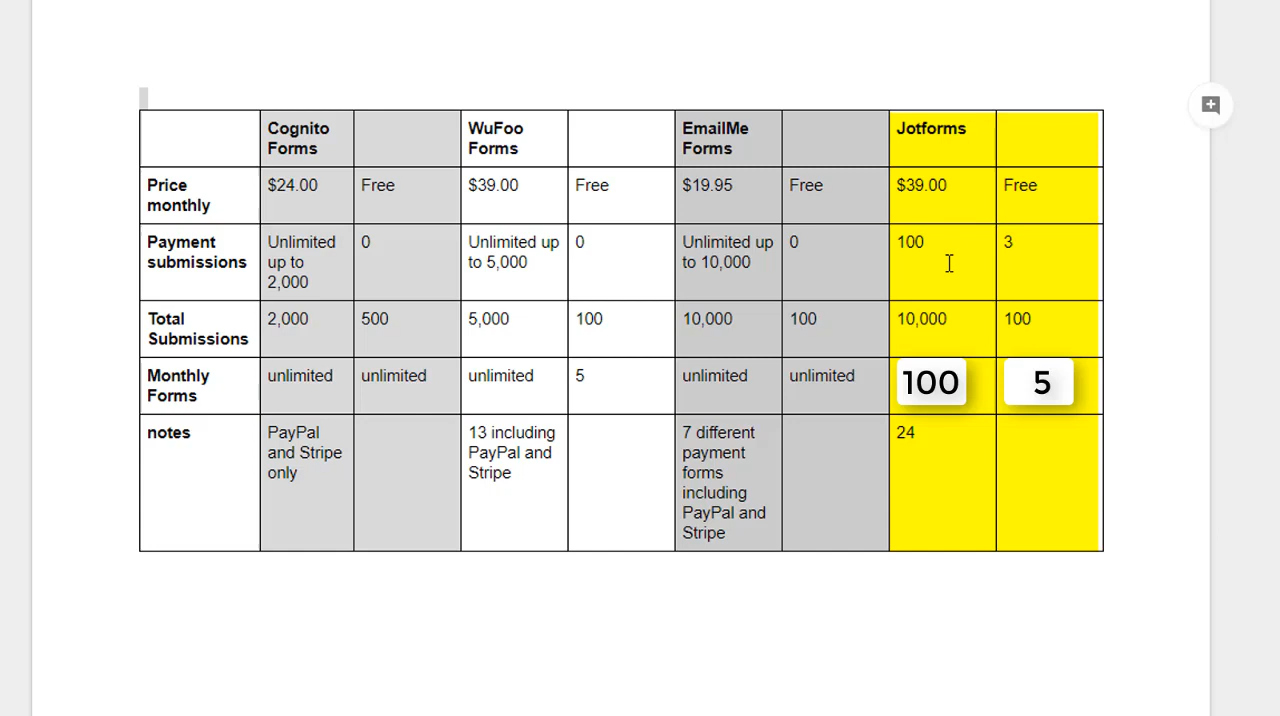 Cognito Forms WuFoo Forms EmailMe Forms Jotforms
Price monthly $24.00 Free $39.00 Free $19.95 Free $39.00 Free
Payment submissions Unlimited up to 2,000 0 Unlimited up to 5,000 0 Unlimited up to 10,000 0 100 3
Total Submissions 2,000 500 5,000 100 10,000 100 10,000 100
Monthly Forms unlimited unlimited unlimited 5 unlimited unlimited 100 5
notes PayPal and Stripe only 13 including PayPal and Stripe 7 different payment forms including PayPal and Stripe 24